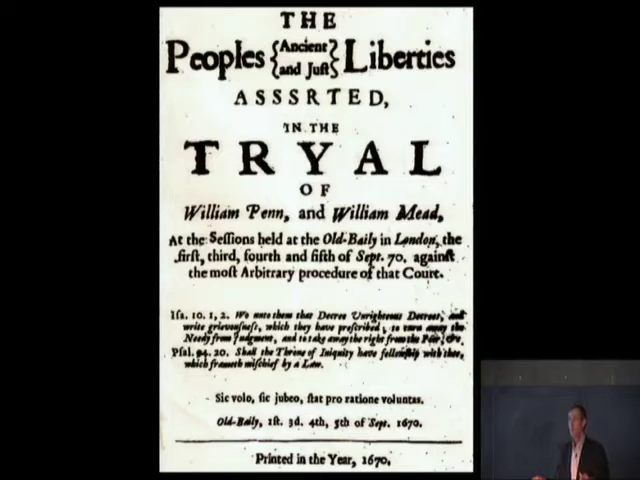 THE
Peoples {Ancient and Juſt} Liberties
ASSSRTED,
IN THE
TRYAL
OF
William Penn, and William Mead,
At the Seſſions held at the Old-Baily in London, the
firſt, third, fourth and fifth of Sept. 70. againſt
the moſt Arbitrary procedure of that Court.
Iſa. 10. 1, 2. Wo unto them that Decree Unrighteous Decrees, and
write grievouſneſs, which they have preſcribed; to turn away the
Needy from Judgment, and to take away the right from the Poor, &c.
Pſal. 94. 20. Shall the Throne of Iniquity have fellowſhip with thee,
which frameth miſchief by a Law.
Sic volo, ſic jubeo, ſtat pro ratione voluntas.
Old-Baily, 1ſt. 3d. 4th, 5th of Sept. 1670.
Printed in the Year, 1670.